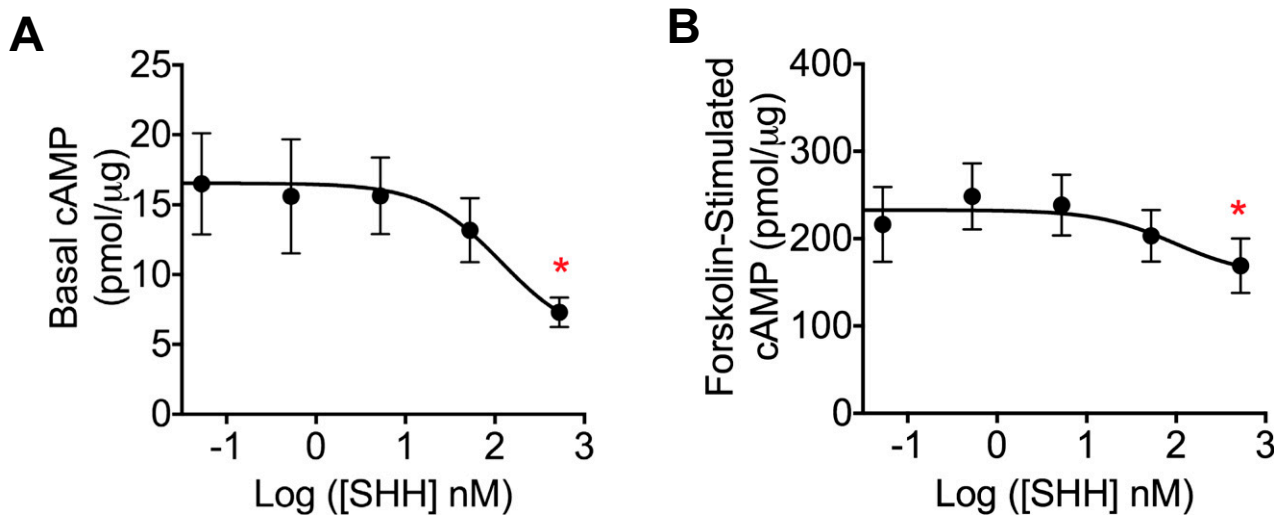 A
Basal cAMP
(pmol/μg)
25
20
15
10
5
0
-1 0 1 2 3
Log ([SHH] nM)
*
B
Forskolin-Stimulated
cAMP (pmol/μg)
400
300
200
100
0
-1 0 1 2 3
Log ([SHH] nM)
*